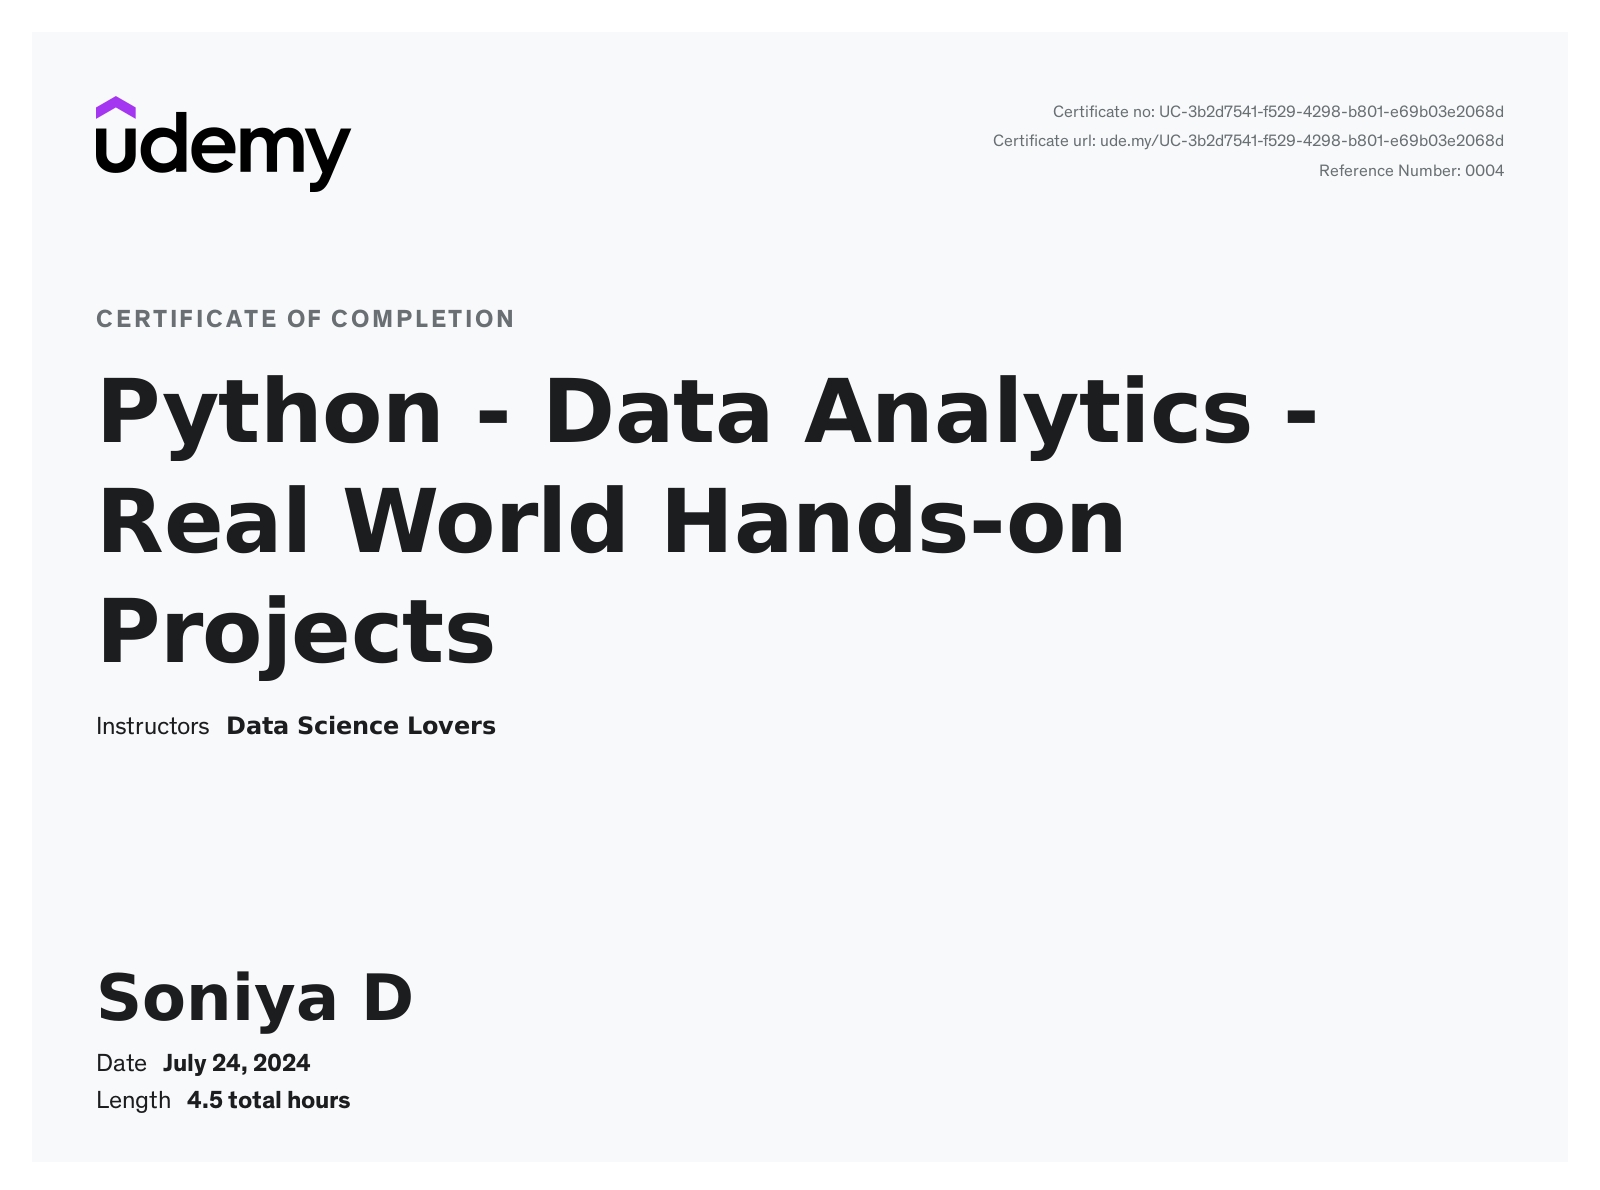 udemy
Certificate no: UC-3b2d7541-f529-4298-b801-e69b03e2068d
Certificate url: ude.my/UC-3b2d7541-f529-4298-b801-e69b03e2068d
Reference Number: 0004
CERTIFICATE OF COMPLETION
Python - Data Analytics -
Real World Hands-on
Projects
Instructors Data Science Lovers
Soniya D
Date July 24, 2024
Length 4.5 total hours